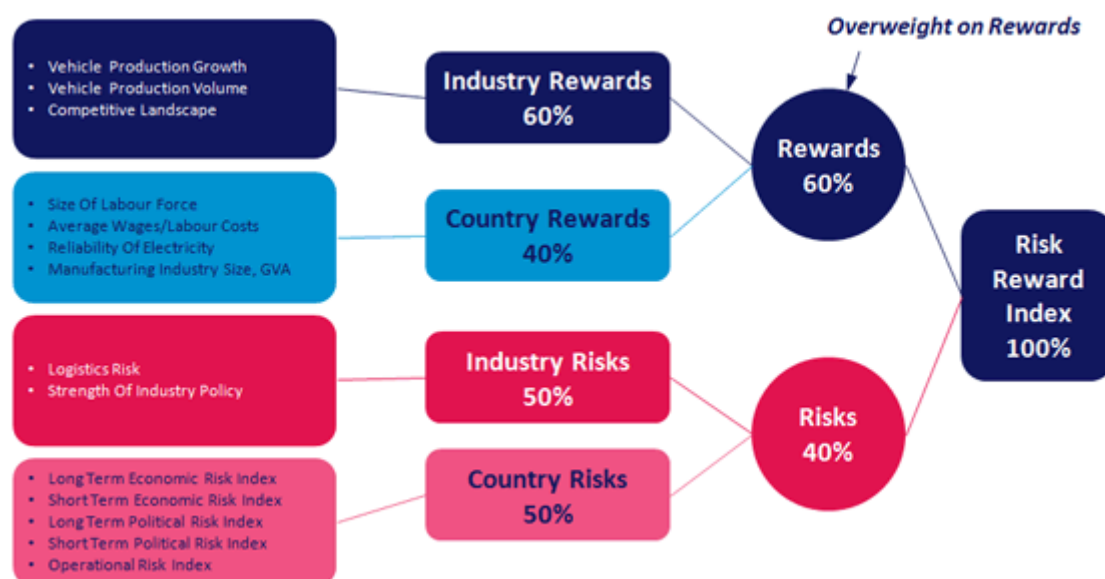 Overweight on Rewards
• Vehicle Production Growth
• Vehicle Production Volume
• Competitive Landscape
Industry Rewards
60%
Rewards
60%
• Size Of Labour Force
• Average Wages/Labour Costs
• Reliability Of Electricity
• Manufacturing Industry Size, GVA
Country Rewards
40%
Risk
Reward
Index
100%
• Logistics Risk
• Strength Of Industry Policy
Industry Risks
50%
Risks
40%
• Long Term Economic Risk Index
• Short Term Economic Risk Index
• Long Term Political Risk Index
• Short Term Political Risk Index
• Operational Risk Index
Country Risks
50%